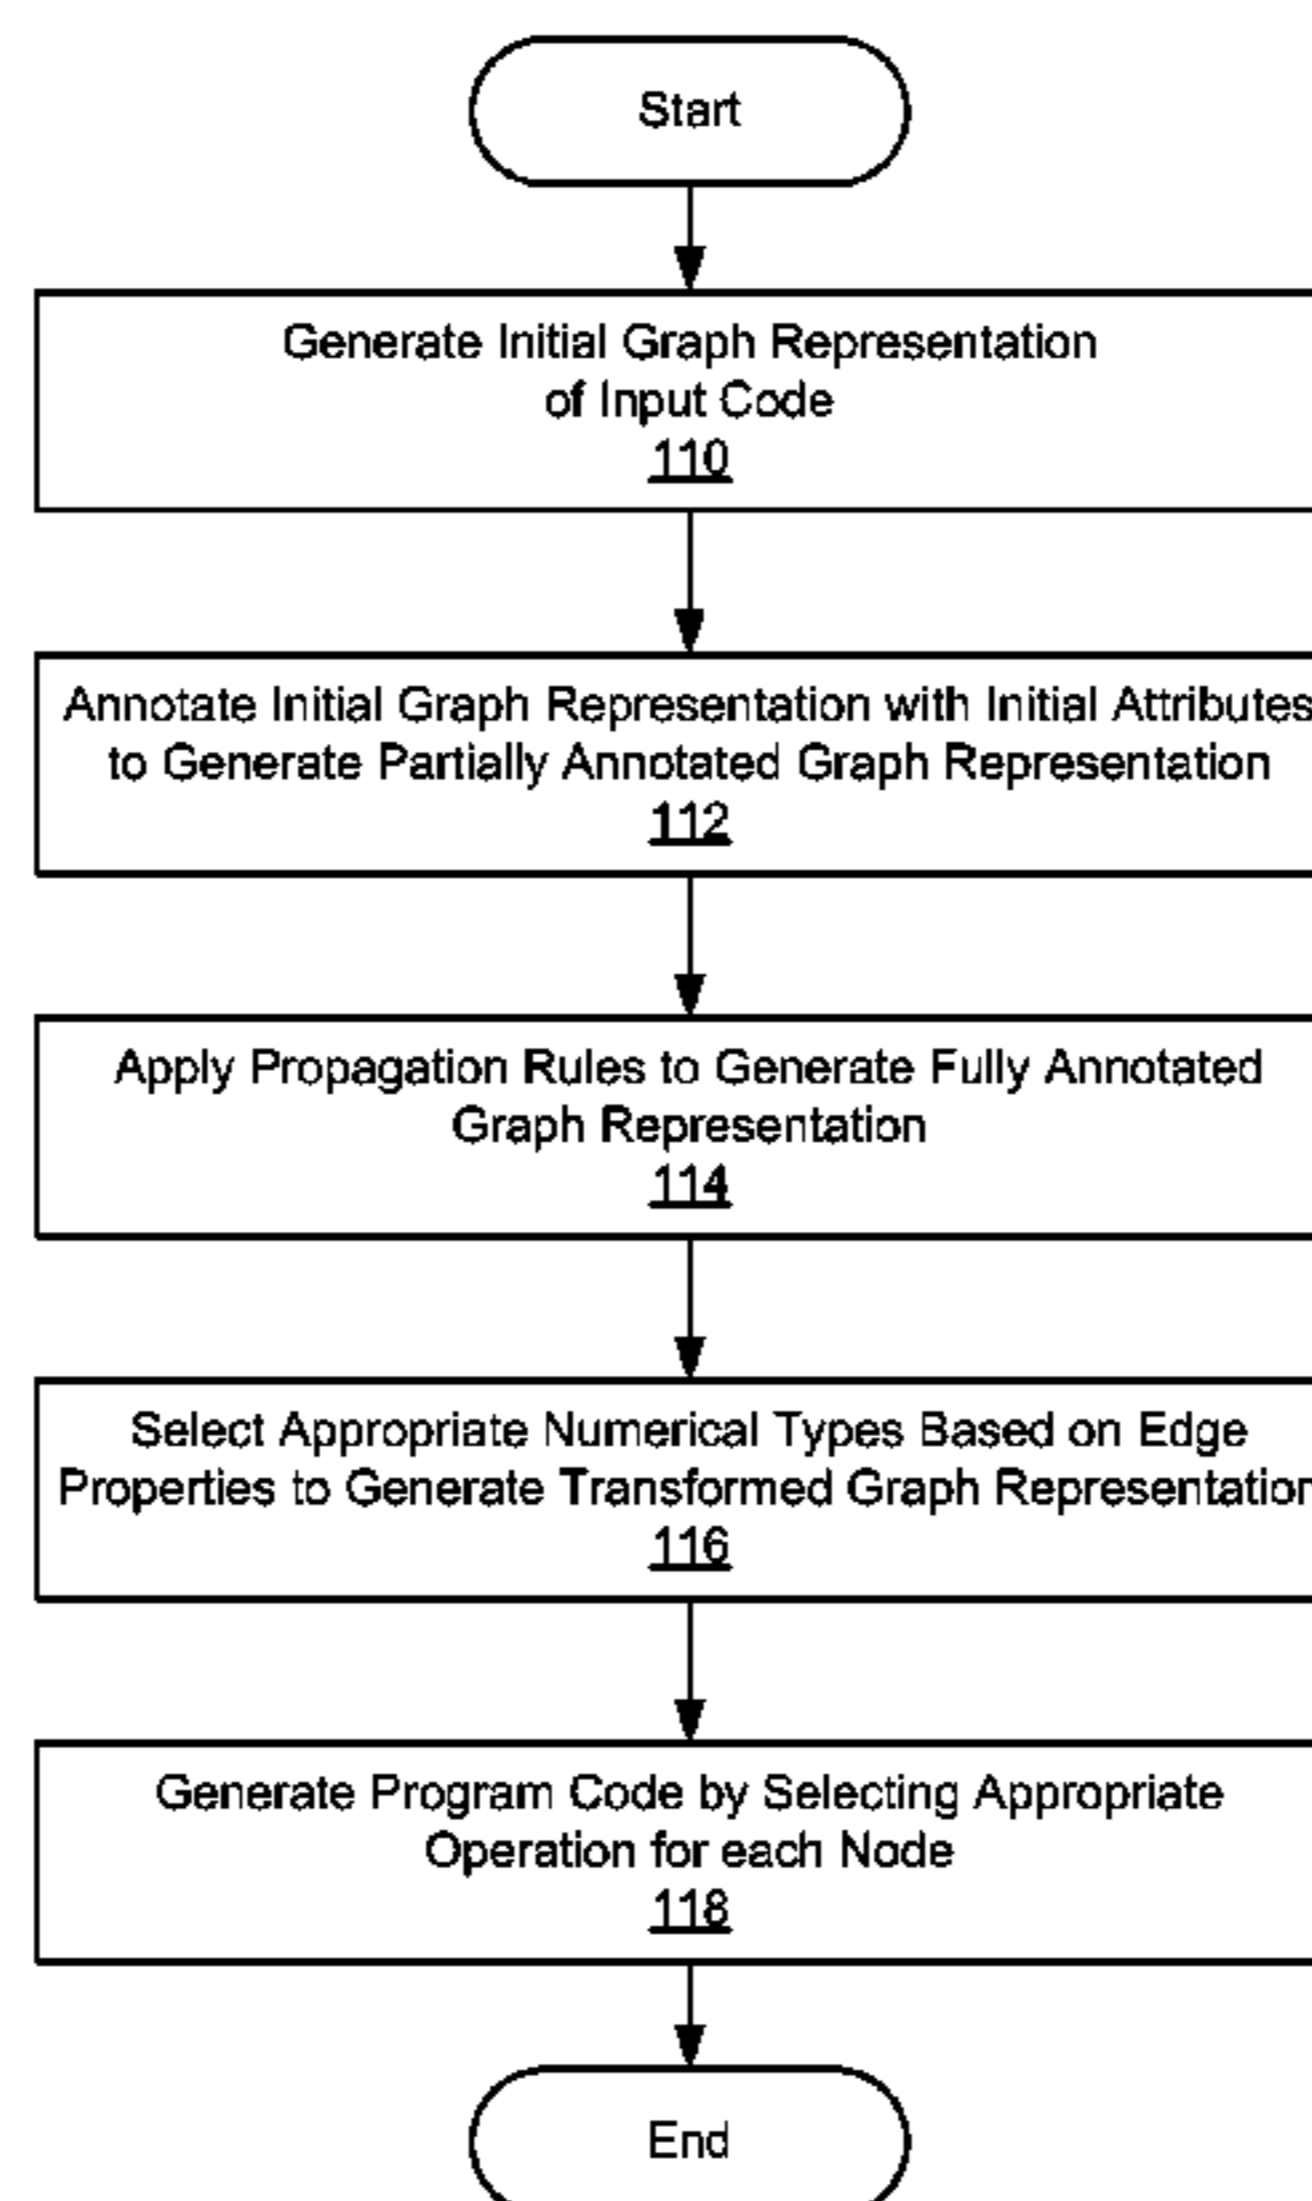 Start
Generate Initial Graph Representation
of Input Code
110
Annotate Initial Graph Representation with Initial Attributes
to Generate Partially Annotated Graph Representation
112
Apply Propagation Rules to Generate Fully Annotated
Graph Representation
114
Select Appropriate Numerical Types Based on Edge
Properties to Generate Transformed Graph Representation
116
Generate Program Code by Selecting Appropriate
Operation for each Node
118
End